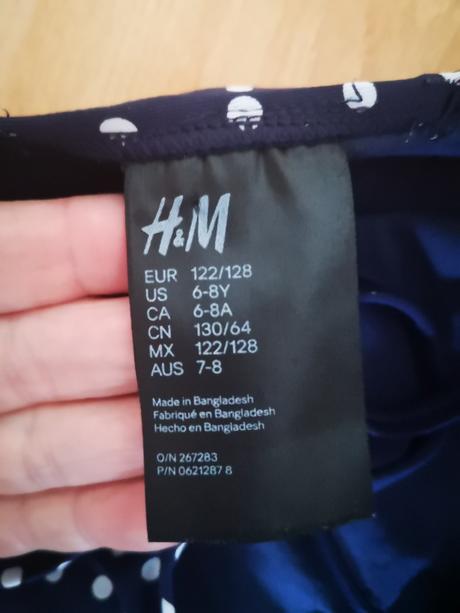 H&M
EUR 122/128
US 6-8Y
CA 6-8A
CN 130/64
MX 122/128
AUS 7-8
Made in Bangladesh
Fabriqué en Bangladesh
Hecho en Bangladesh
O/N 267283
P/N 0621287 8